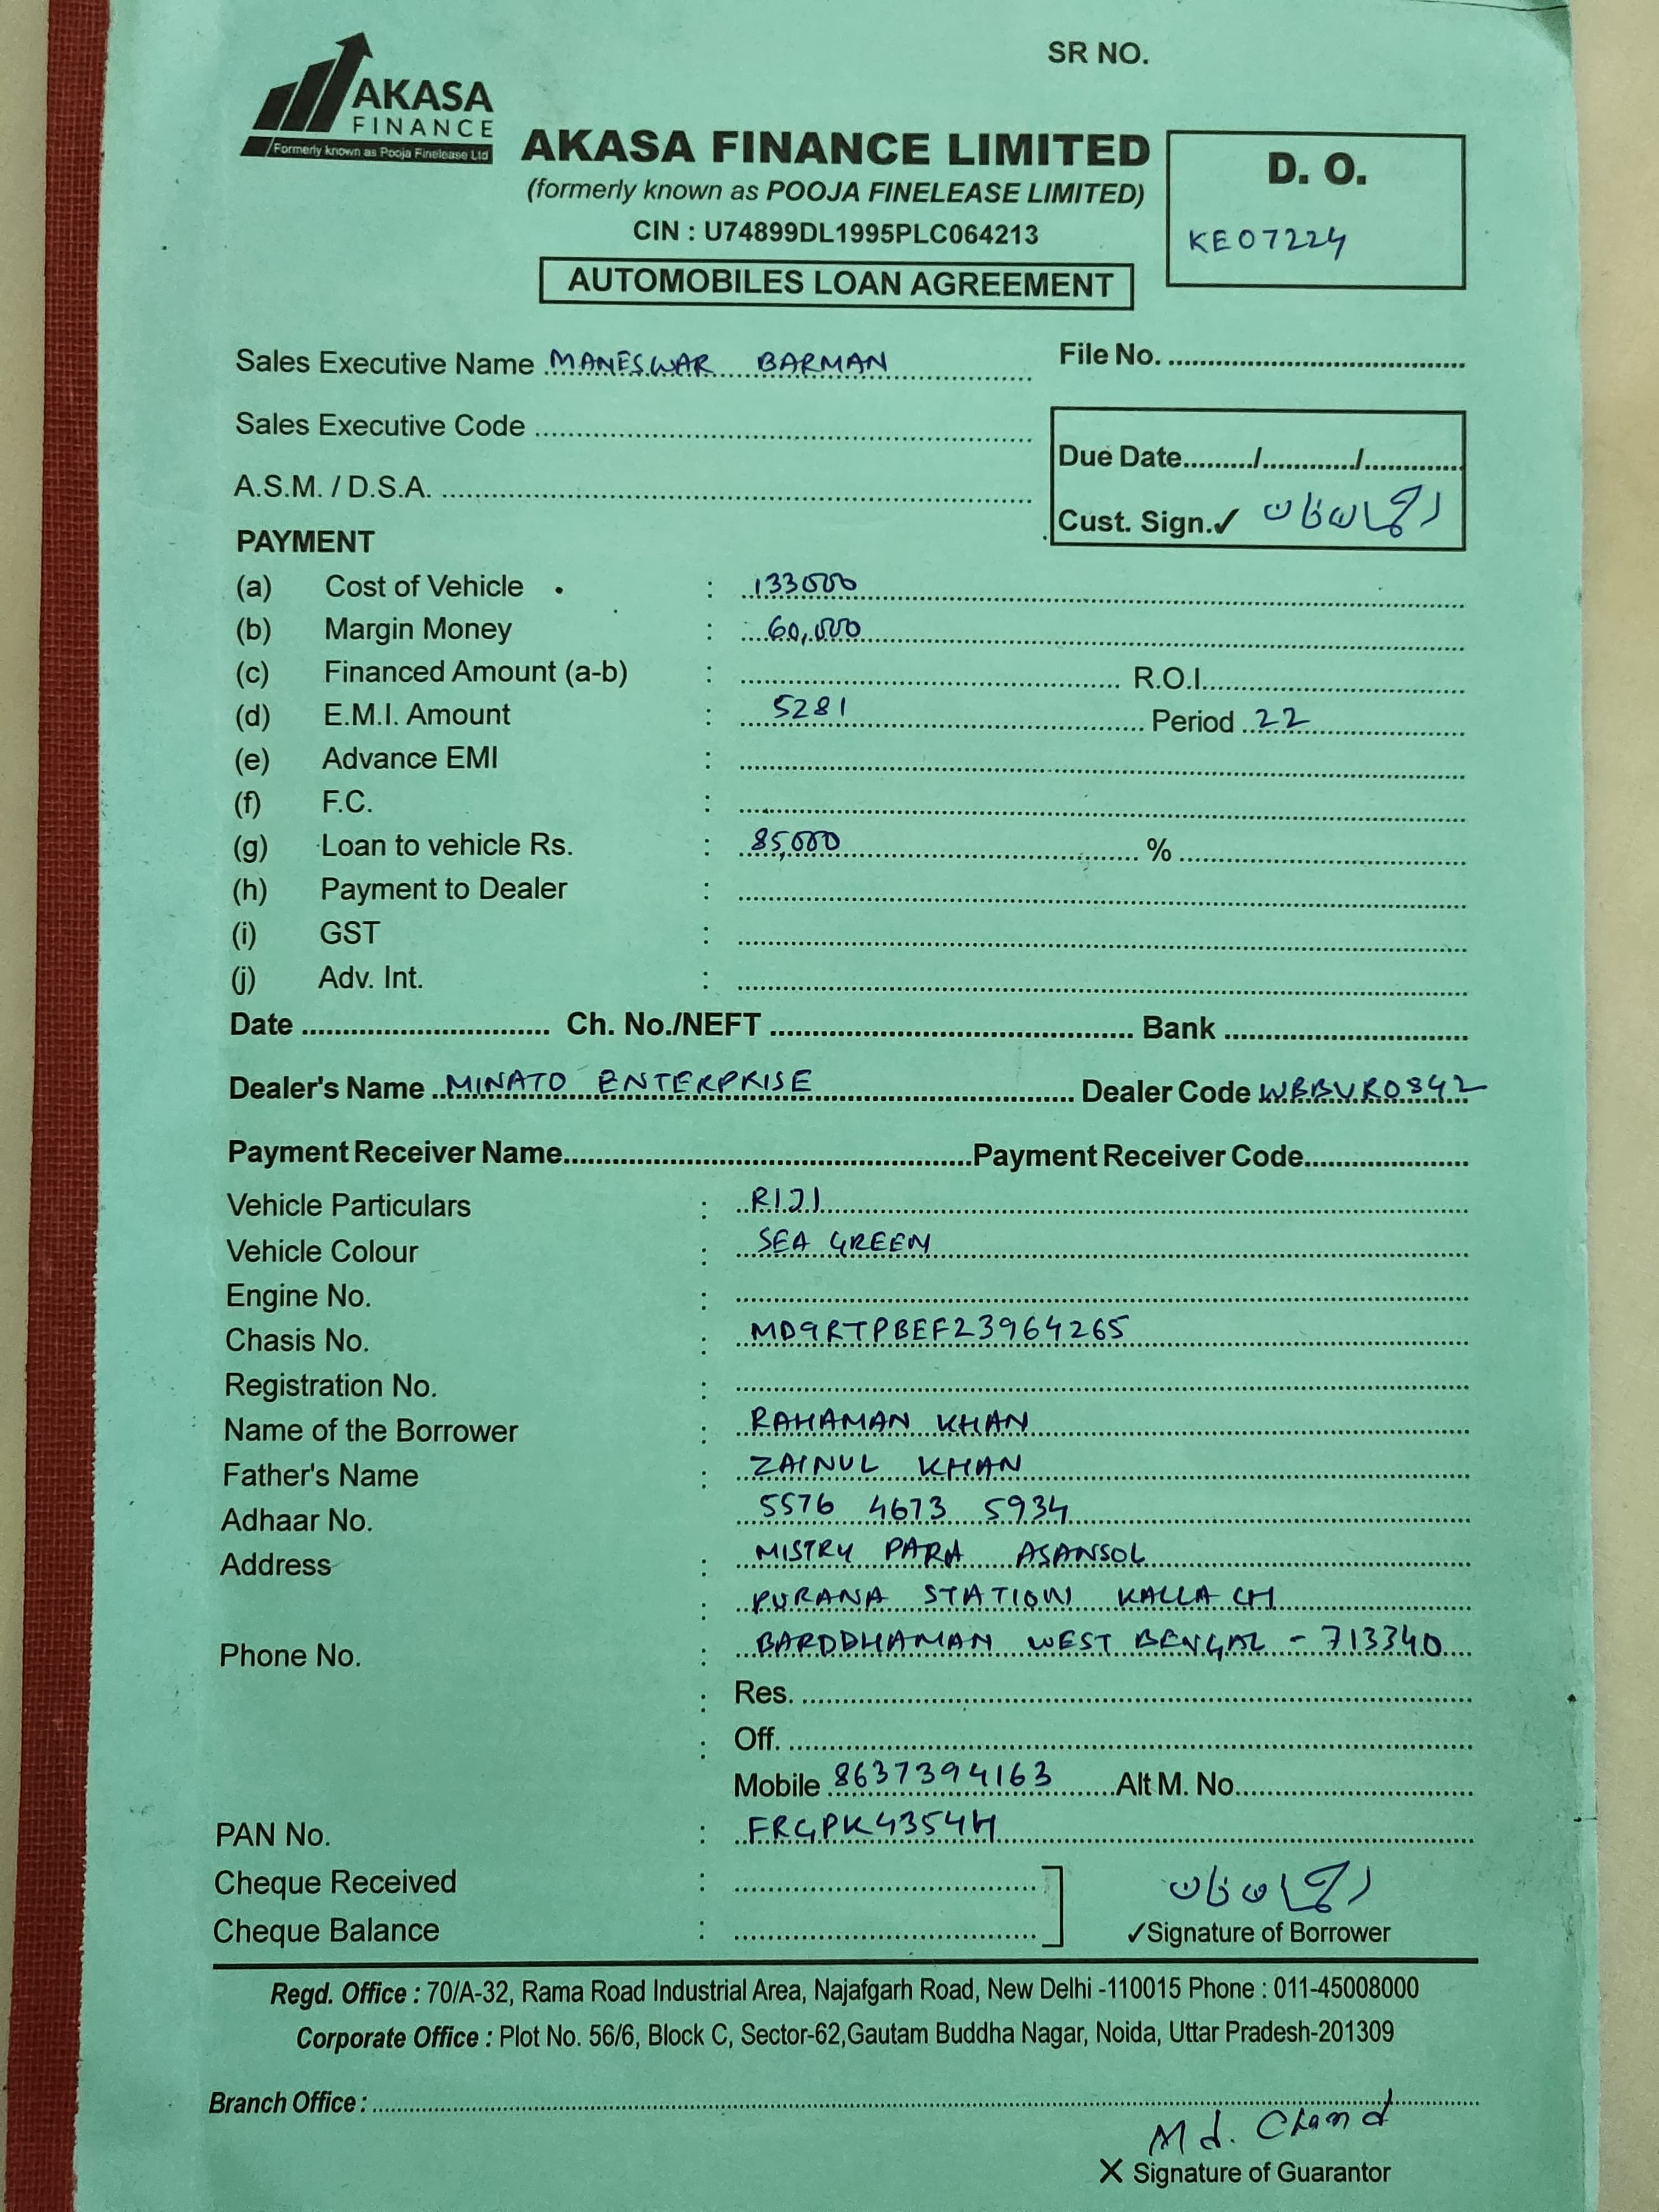 SR NO.
AKASA
FINANCE
Formerly known as Pooja Finelease Ltd
AKASA FINANCE LIMITED
(formerly known as POOJA FINELEASE LIMITED)
CIN : U74899DL1995PLC064213
AUTOMOBILES LOAN AGREEMENT
D. O.
KE07224
Sales Executive Name MANESWAR BARMAN
File No.
Sales Executive Code
A.S.M. / D.S.A.
Due Date / /
Cust. Sign.✓
PAYMENT
(a) Cost of Vehicle : 133000
(b) Margin Money : 60,000
(c) Financed Amount (a-b) : R.O.I.
(d) E.M.I. Amount : 5281 Period 22
(e) Advance EMI :
(f) F.C. :
(g) Loan to vehicle Rs. : 85,000 %
(h) Payment to Dealer :
(i) GST :
(j) Adv. Int. :
Date Ch. No./NEFT Bank
Dealer's Name MINATO ENTERPRISE Dealer Code WBBVR0842
Payment Receiver Name Payment Receiver Code
Vehicle Particulars : RIJI
Vehicle Colour : SEA GREEN
Engine No. :
Chasis No. : MD9RTPBEF23964265
Registration No. :
Name of the Borrower : RAHAMAN KHAN
Father's Name : ZAINUL KHAN
Adhaar No. 5576 4673 5934
Address : MISTRY PARA ASANSOL
: PURANA STATION KALLA CH
Phone No. : BARDDHAMAN WEST BENGAL - 713340
: Res.
: Off.
Mobile 8637394163 Alt M. No.
PAN No. : FRGPK4354H
Cheque Received :
Cheque Balance :
✓Signature of Borrower
Regd. Office : 70/A-32, Rama Road Industrial Area, Najafgarh Road, New Delhi -110015 Phone : 011-45008000
Corporate Office : Plot No. 56/6, Block C, Sector-62,Gautam Buddha Nagar, Noida, Uttar Pradesh-201309
Branch Office :
Md. Chand
X Signature of Guarantor